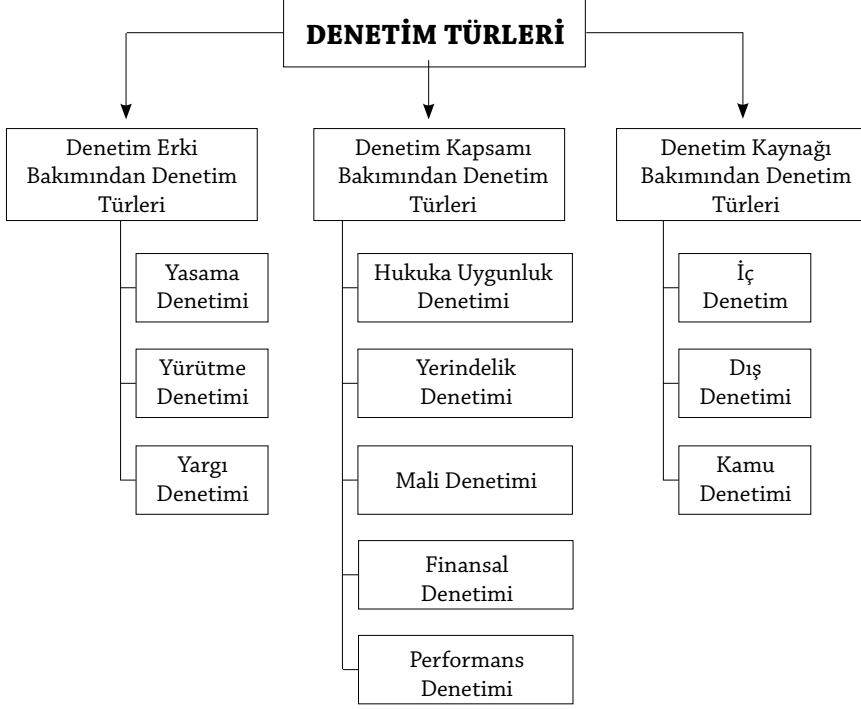 DENETİM TÜRLERİ
Denetim Erki
Bakımından Denetim
Türleri
Yasama
Denetimi
Yürütme
Denetimi
Yargı
Denetimi
Denetim Kapsamı
Bakımından Denetim
Türleri
Hukuka Uygunluk
Denetimi
Yerindelik
Denetimi
Mali Denetimi
Finansal
Denetimi
Performans
Denetimi
Denetim Kaynağı
Bakımından Denetim
Türleri
İç
Denetim
Dış
Denetimi
Kamu
Denetimi